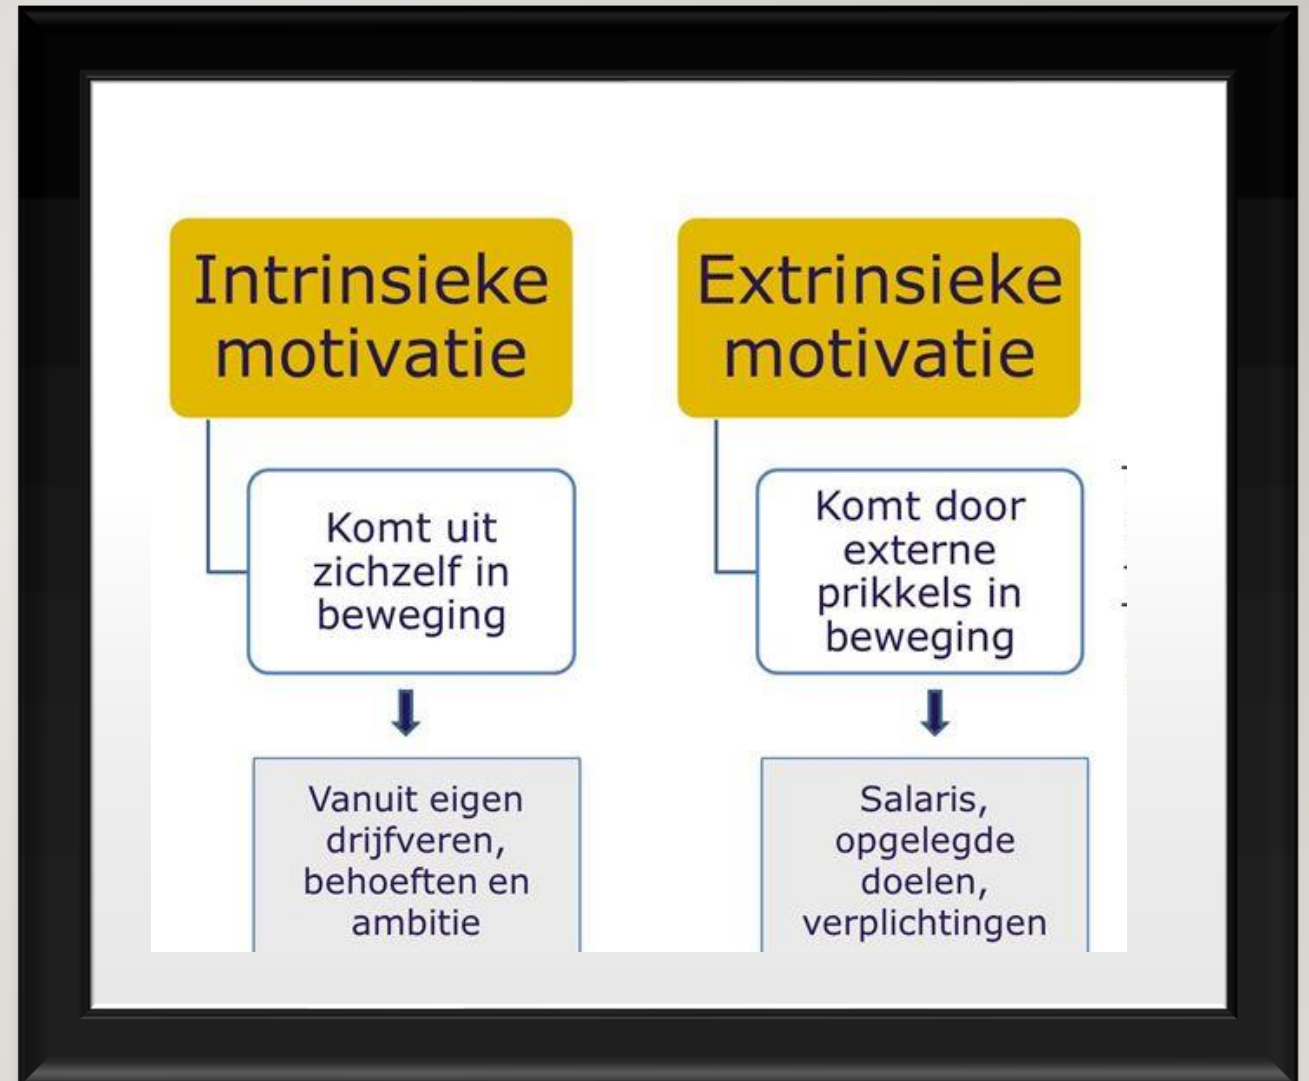 Intrinsieke
motivatie
Komt uit
zichzelf in
beweging
Vanuit eigen
drijfveren,
behoeften en
ambitie
Extrinsieke
motivatie
Komt door
externe
prikkels in
beweging
Salaris,
opgelegde
doelen,
verplichtingen